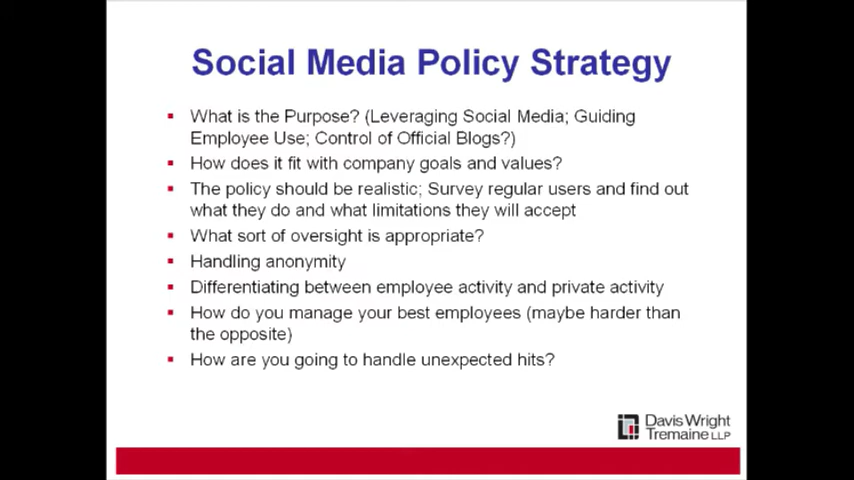 Social Media Policy Strategy
What is the Purpose? (Leveraging Social Media; Guiding
Employee Use; Control of Official Blogs?)
How does it fit with company goals and values?
The policy should be realistic; Survey regular users and find out
what they do and what limitations they will accept
What sort of oversight is appropriate?
Handling anonymity
Differentiating between employee activity and private activity
How do you manage your best employees (maybe harder than
the opposite)
How are you going to handle unexpected hits?
Davis Wright
Tremaine LLP